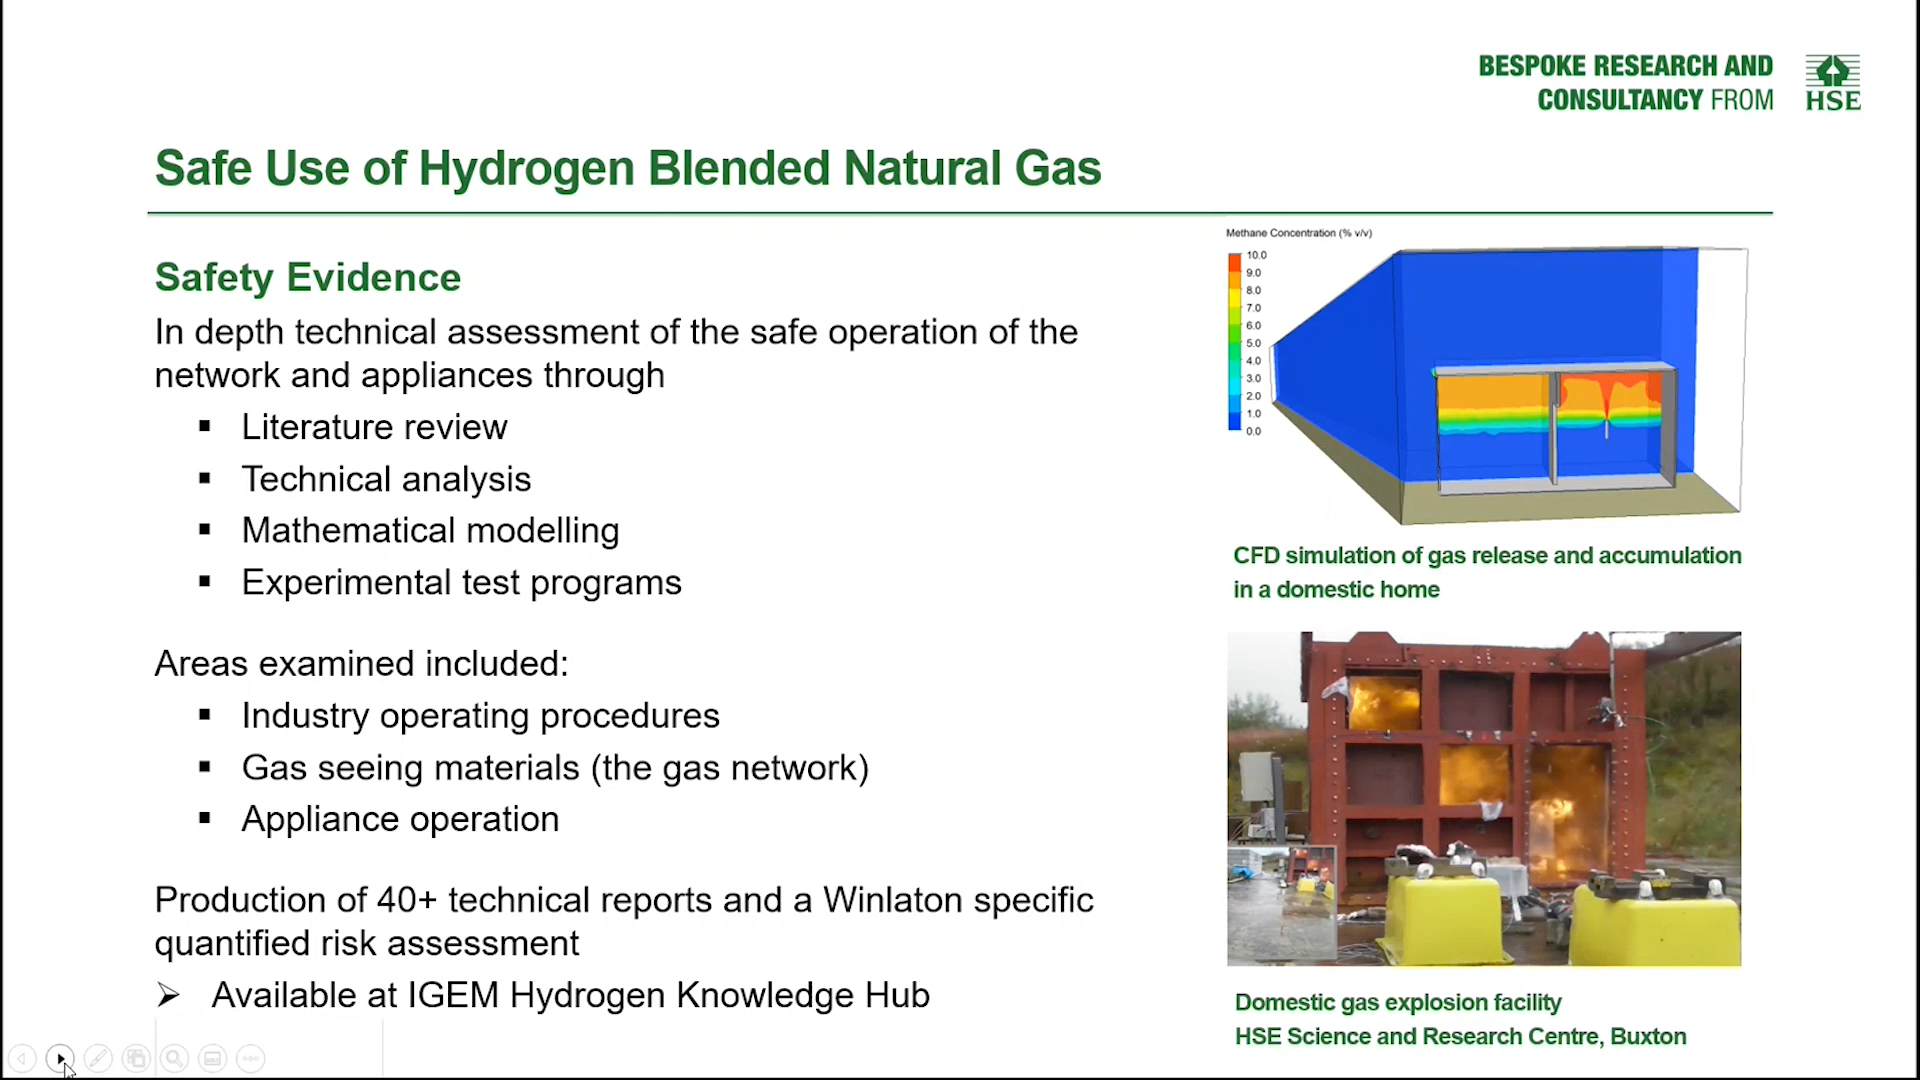 BESPOKE RESEARCH AND
CONSULTANCY FROM
HSE
Safe Use of Hydrogen Blended Natural Gas
Safety Evidence
In depth technical assessment of the safe operation of the
network and appliances through
▪ Literature review
▪ Technical analysis
▪ Mathematical modelling
▪ Experimental test programs
Areas examined included:
▪ Industry operating procedures
▪ Gas seeing materials (the gas network)
▪ Appliance operation
Production of 40+ technical reports and a Winlaton specific
quantified risk assessment
➢ Available at IGEM Hydrogen Knowledge Hub
Methane Concentration (% v/v)
10.0
9.0
8.0
7.0
6.0
5.0
4.0
3.0
2.0
1.0
0.0
CFD simulation of gas release and accumulation
in a domestic home
Domestic gas explosion facility
HSE Science and Research Centre, Buxton